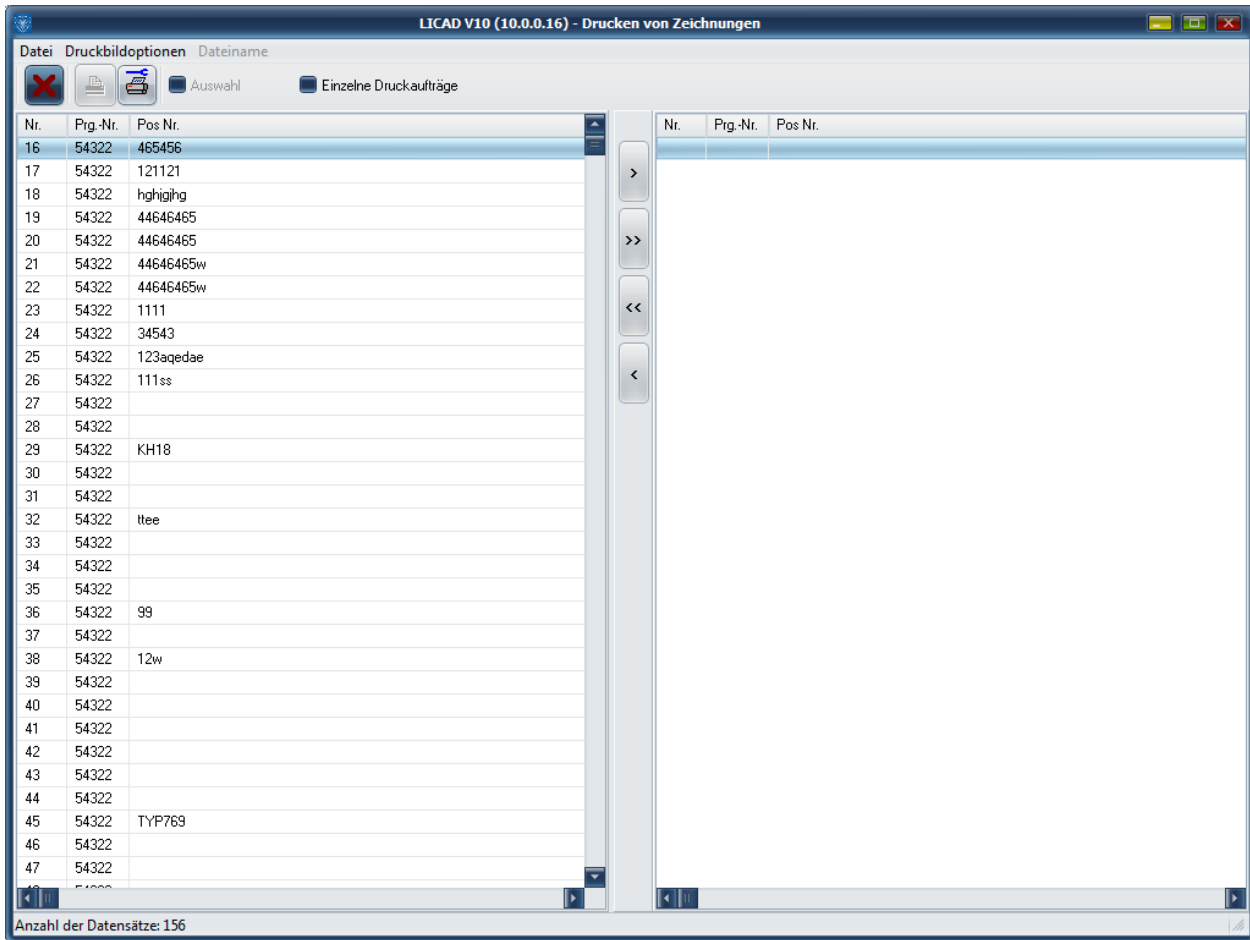 LICAD V10 (10.0.0.16) - Drucken von Zeichnungen
Datei Druckbildoptionen Dateiname
Auswahl Einzelne Druckaufträge
Nr. Prg.-Nr. Pos Nr. Nr. Prg.-Nr. Pos Nr.
16 54322 465456
17 54322 121121
>
18 54322 hghjgjhg
19 54322 44646465
20 54322 44646465
>>
21 54322 44646465w
22 54322 44646465w
23 54322 1111
<<
24 54322 34543
25 54322 123aqedae
26 54322 111ss
<
27 54322
28 54322
29 54322 KH18
30 54322
31 54322
32 54322 ttee
33 54322
34 54322
35 54322
36 54322 99
37 54322
38 54322 12w
39 54322
40 54322
41 54322
42 54322
43 54322
44 54322
45 54322 TYP769
46 54322
47 54322
Anzahl der Datensätze: 156